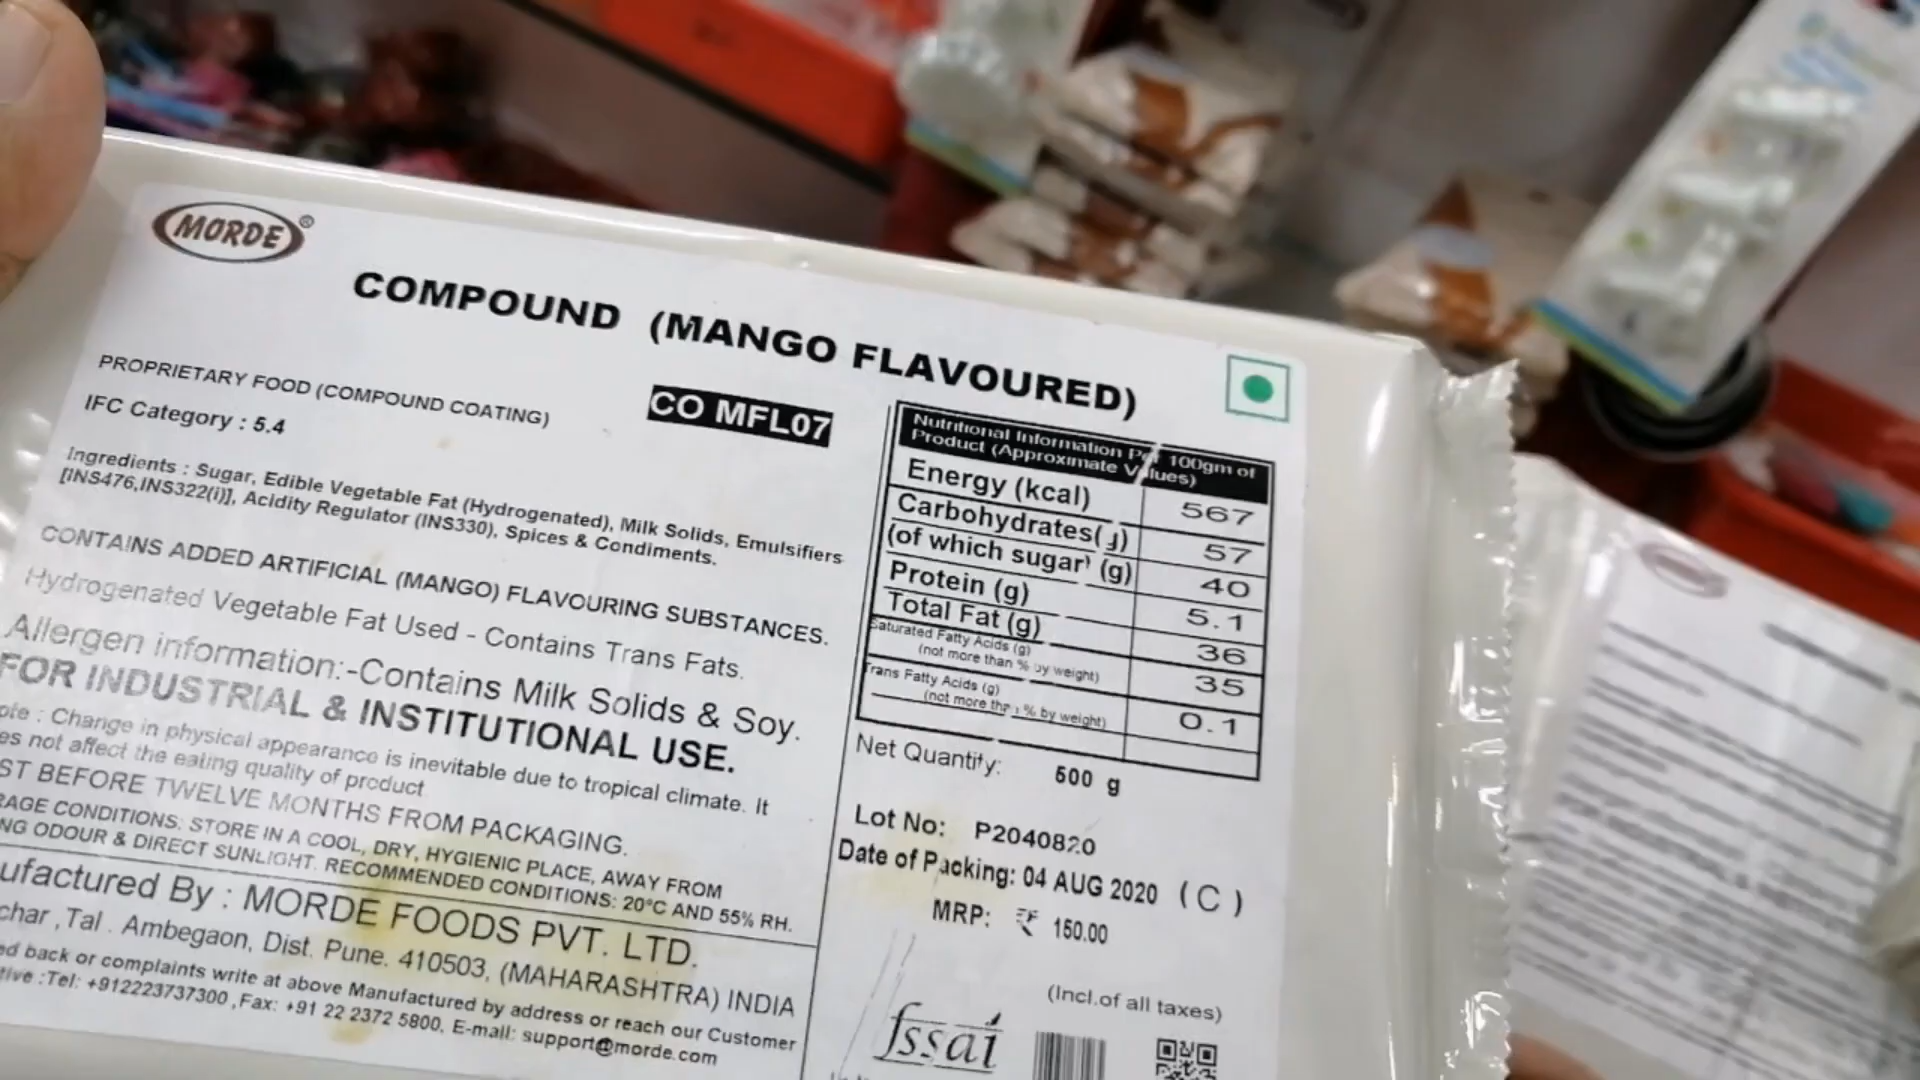 MORDE®
COMPOUND (MANGO FLAVOURED)
PROPRIETARY FOOD (COMPOUND COATING)
CO MFL07
IFC Category : 5.4
Ingredients : Sugar, Edible Vegetable Fat (Hydrogenated), Milk Solids, Emulsifiers
[INS476,INS322(i)], Acidity Regulator (INS330), Spices & Condiments.
CONTAINS ADDED ARTIFICIAL (MANGO) FLAVOURING SUBSTANCES.
Hydrogenated Vegetable Fat Used - Contains Trans Fats.
Allergen information:-Contains Milk Solids & Soy.
FOR INDUSTRIAL & INSTITUTIONAL USE.
: Change in physical appearance is inevitable due to tropical climate. It
not affect the eating quality of product
BEFORE TWELVE MONTHS FROM PACKAGING.
CONDITIONS: STORE IN A COOL, DRY, HYGIENIC PLACE, AWAY FROM
ODOUR & DIRECT SUNLIGHT. RECOMMENDED CONDITIONS: 20°C AND 55% RH.
By : MORDE FOODS PVT. LTD.
, Tal . Ambegaon, Dist. Pune. 410503, (MAHARASHTRA) INDIA
back or complaints write at above Manufactured by address or reach our Customer
:Tel: +912223737300 ,Fax: +91 22 2372 5800, E-mail: support@morde.com
Nutritional Information Per 100gm of
Product (Approximate Values)
Energy (kcal) 567
Carbohydrates(g) 57
(of which sugar) (g) 40
Protein (g) 5.1
Total Fat (g) 36
Saturated Fatty Acids (g) 35
(not more than % by weight)
Trans Fatty Acids (g) 0.1
(not more than % by weight)
Net Quantity: 500 g
Lot No: P2040820
Date of Packing: 04 AUG 2020 (C)
MRP: ₹ 150.00
(Incl.of all taxes)
fssai